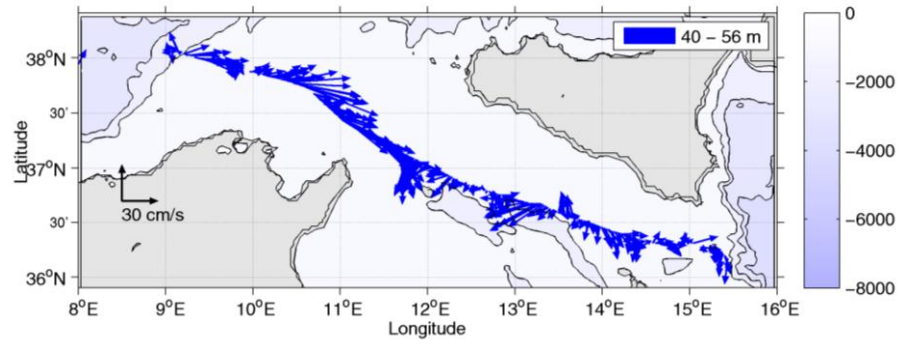 40 – 56 m
0
38°N
−2000
30'
Latitude
−4000
37°N
30 cm/s
−6000
30'
36°N
−8000
8°E 9°E 10°E 11°E 12°E 13°E 14°E 15°E 16°E
Longitude